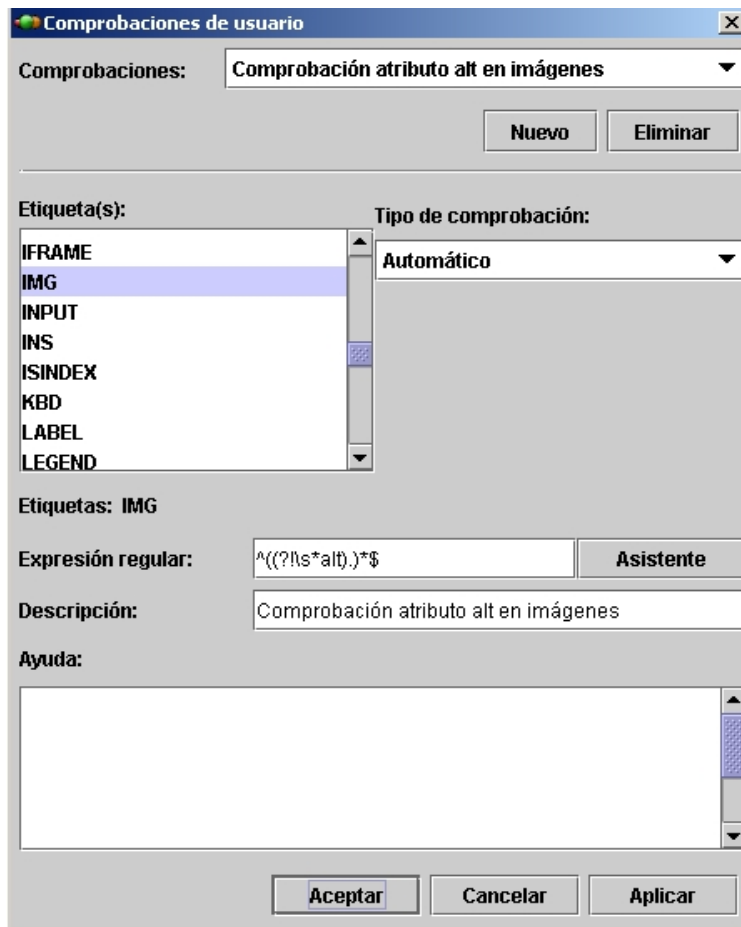 Comprobaciones de usuario
Comprobaciones: Comprobación atributo alt en imágenes
Nuevo Eliminar
Etiqueta(s):
Tipo de comprobación:
IFRAME
Automático
IMG
INPUT
INS
ISINDEX
KBD
LABEL
LEGEND
Etiquetas: IMG
Expresión regular: ^((?!\s*alt).)*$ Asistente
Descripción: Comprobación atributo alt en imágenes
Ayuda:
Aceptar Cancelar Aplicar